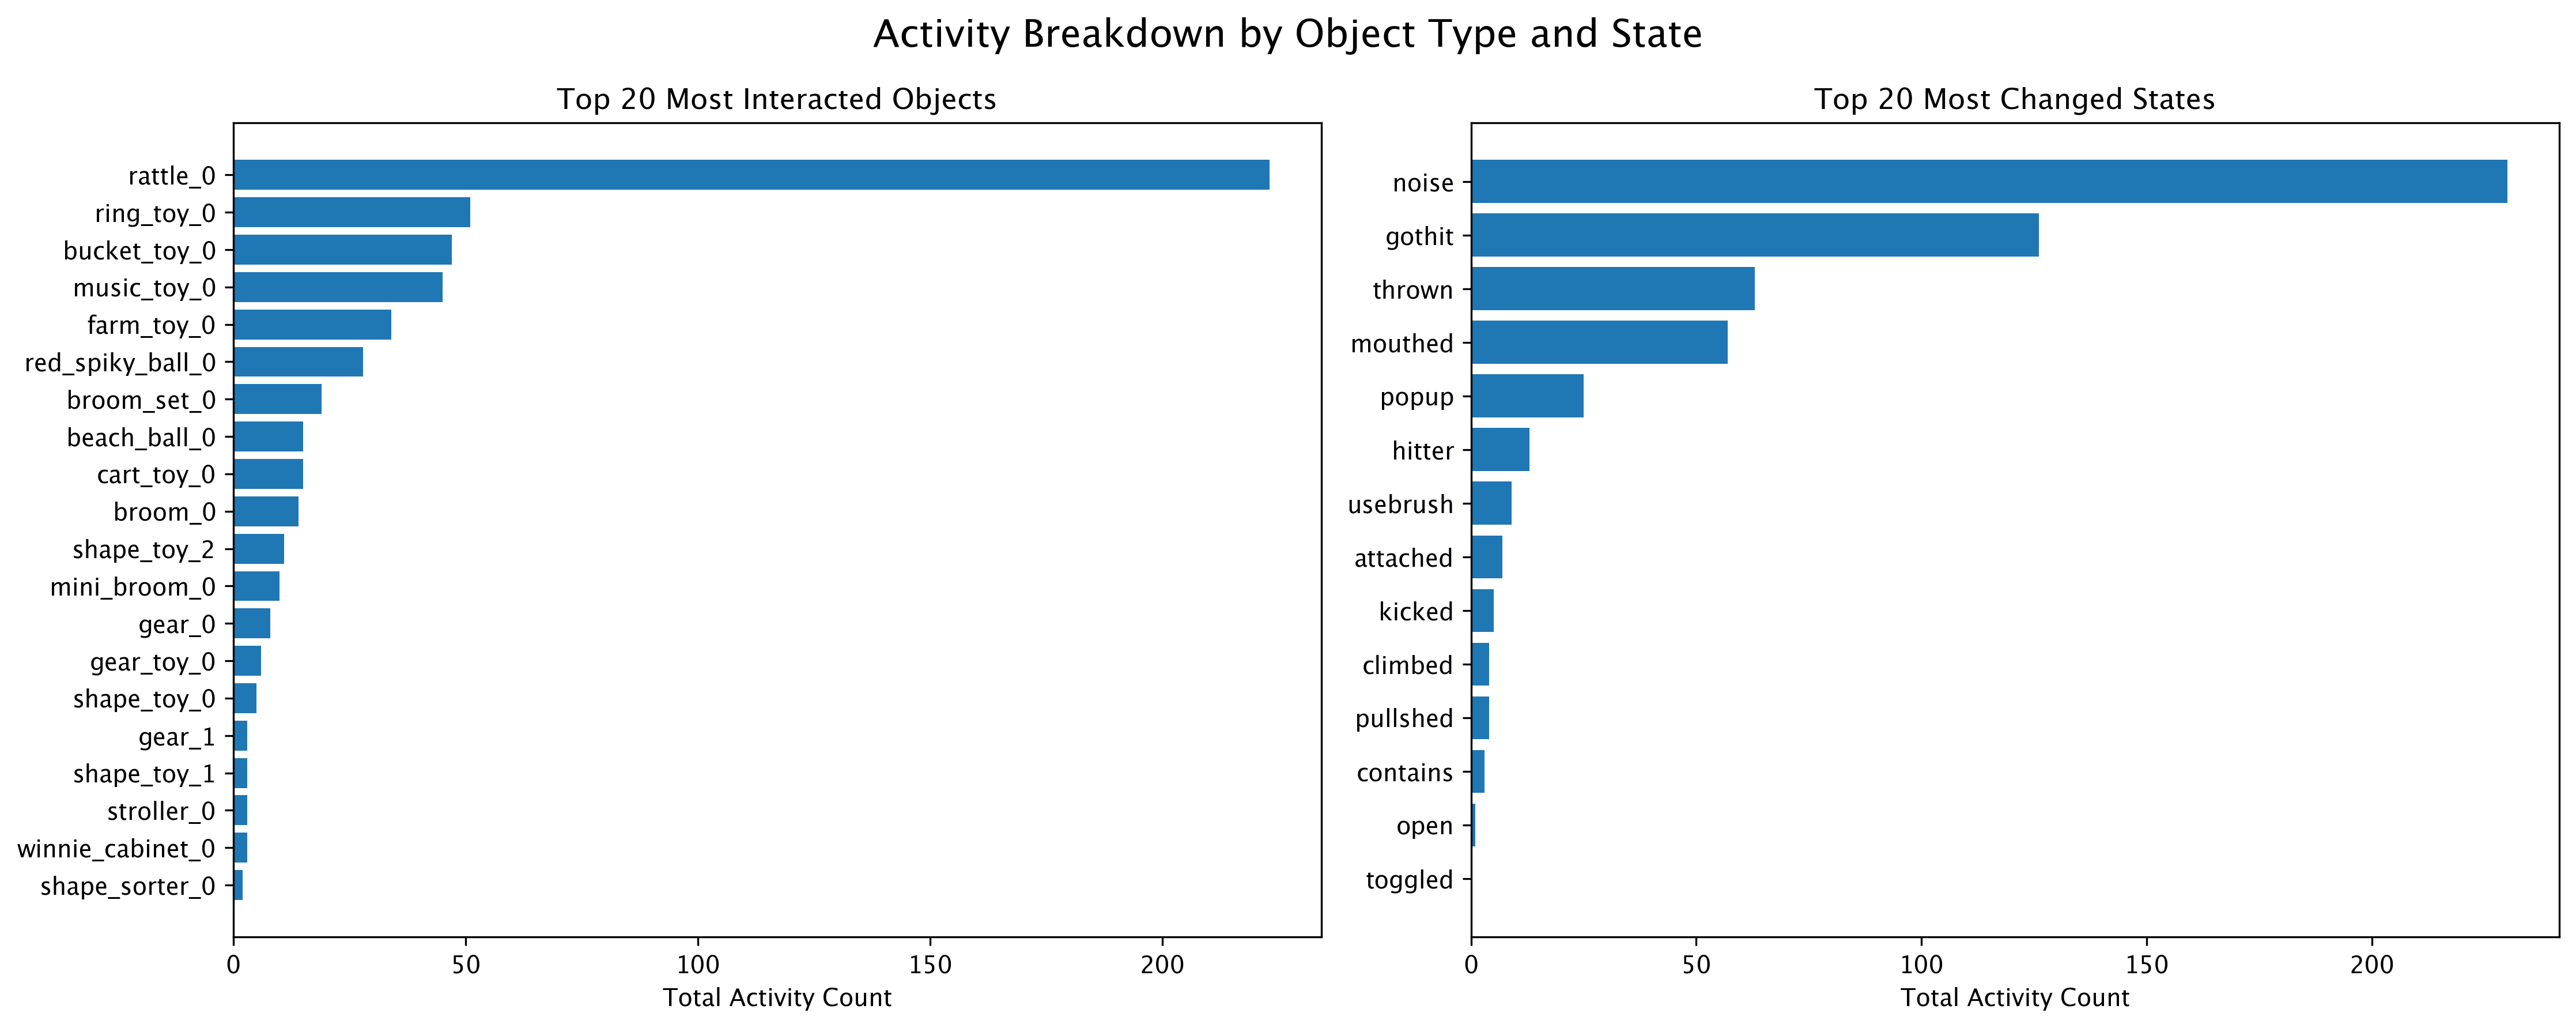 Activity Breakdown by Object Type and State
Top 20 Most Interacted Objects
rattle_0
ring_toy_0
bucket_toy_0
music_toy_0
farm_toy_0
red_spiky_ball_0
broom_set_0
beach_ball_0
cart_toy_0
broom_0
shape_toy_2
mini_broom_0
gear_0
gear_toy_0
shape_toy_0
gear_1
shape_toy_1
stroller_0
winnie_cabinet_0
shape_sorter_0
0 50 100 150 200
Total Activity Count
Top 20 Most Changed States
noise
gothit
thrown
mouthed
popup
hitter
usebrush
attached
kicked
climbed
pullshed
contains
open
toggled
0 50 100 150 200
Total Activity Count